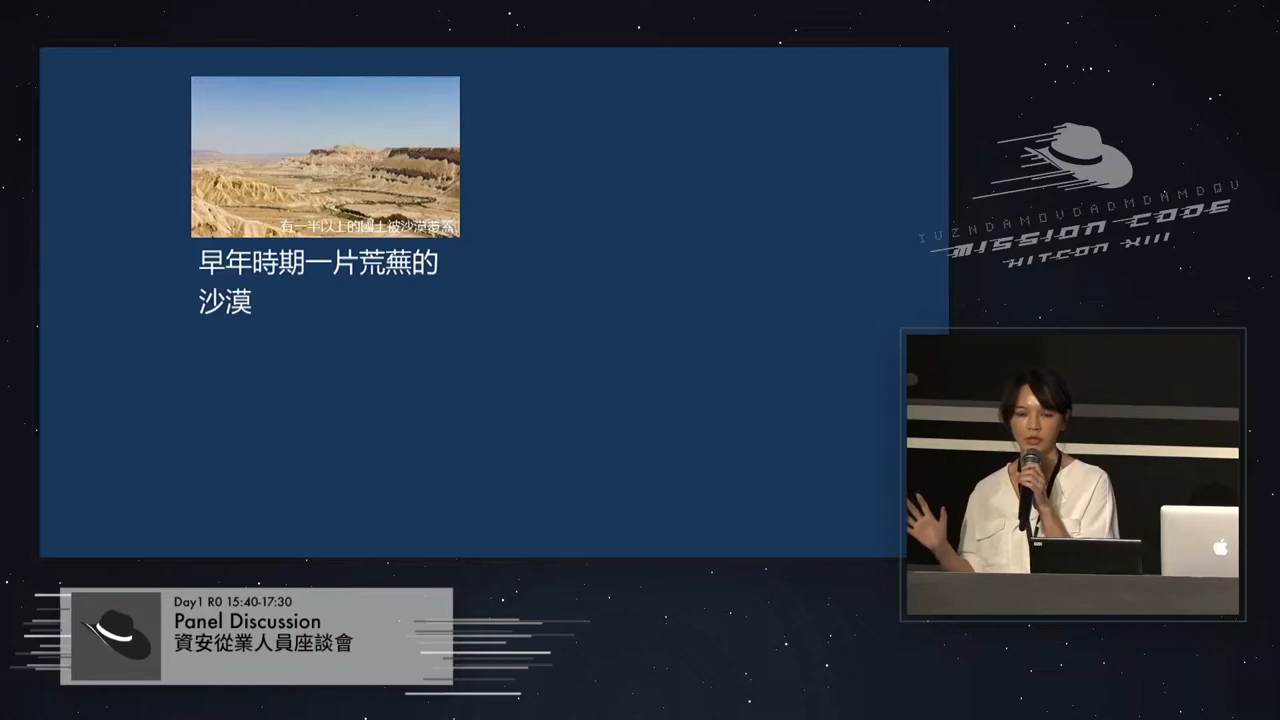 有一半以上的國土被沙漠覆蓋
早年時期一片荒蕪的
沙漠
MISSION CODE
HITCON XIII
Day1 R0 15:40-17:30
Panel Discussion
資安從業人員座談會